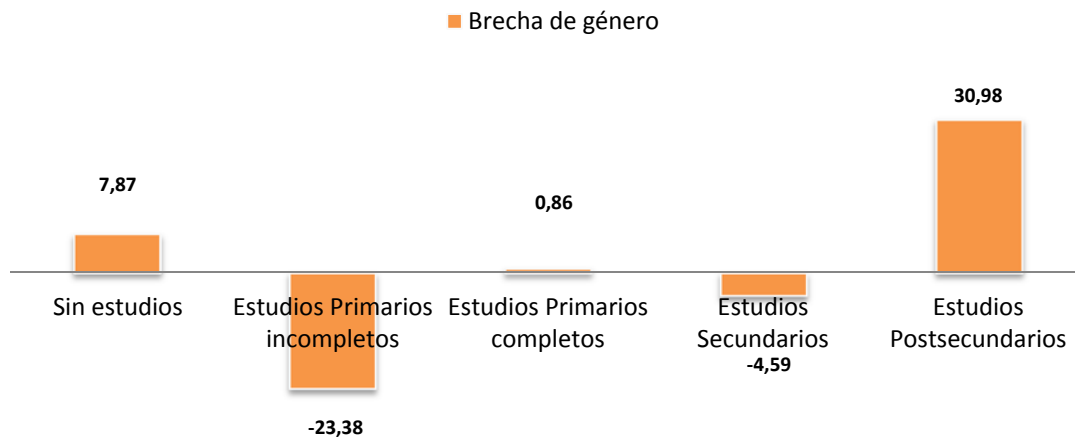 Brecha de género
30,98
7,87
0,86
Sin estudios
Estudios Primarios
incompletos
Estudios Primarios
completos
Estudios
Secundarios
Estudios
Postsecundarios
-4,59
-23,38